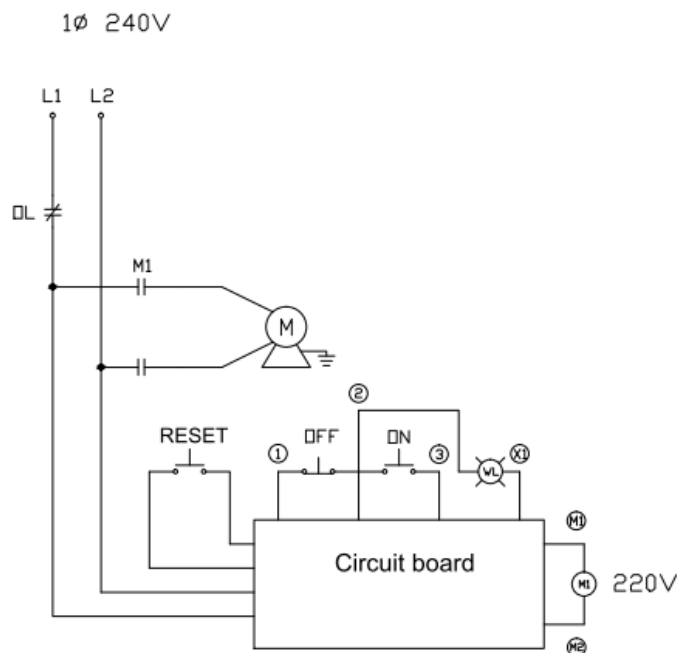 1Ø 240V
L1 L2
OL
M1
M
2
RESET OFF ON
1 3 WL X1
M1
Circuit board
M1 220V
M2